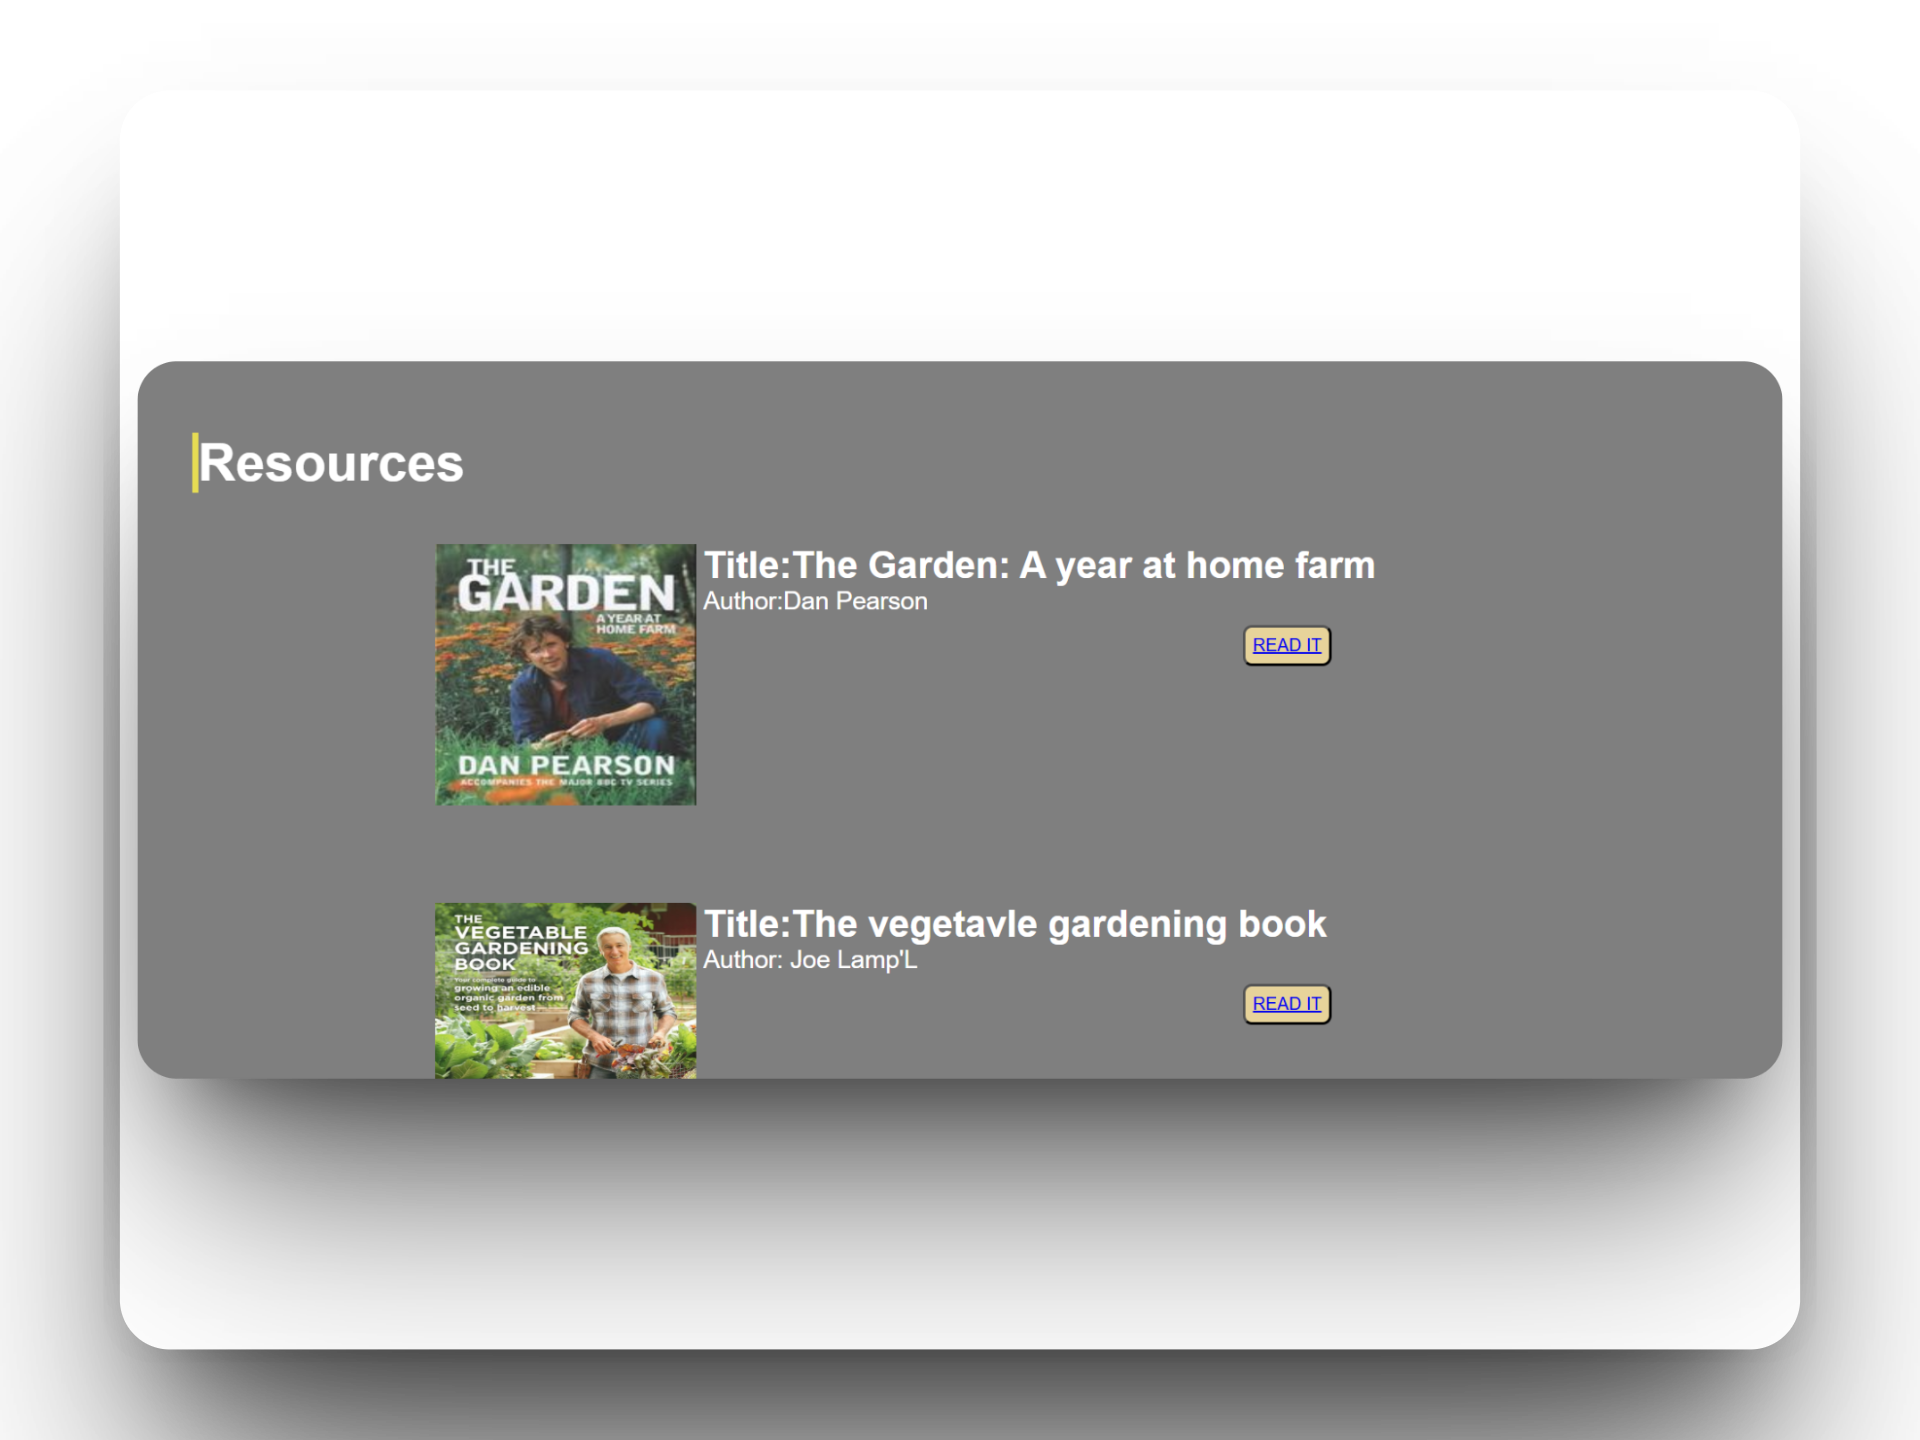 Resources
THE
GARDEN
A YEAR AT
HOME FARM
DAN PEARSON
ACCOMPANIES THE MAJOR BBC TV SERIES
Title:The Garden: A year at home farm
Author:Dan Pearson
READ IT
THE
VEGETABLE
GARDENING
BOOK
Your complete guide to
growing an edible
organic garden from
seed to harvest
Title:The vegetavle gardening book
Author: Joe Lamp'L
READ IT